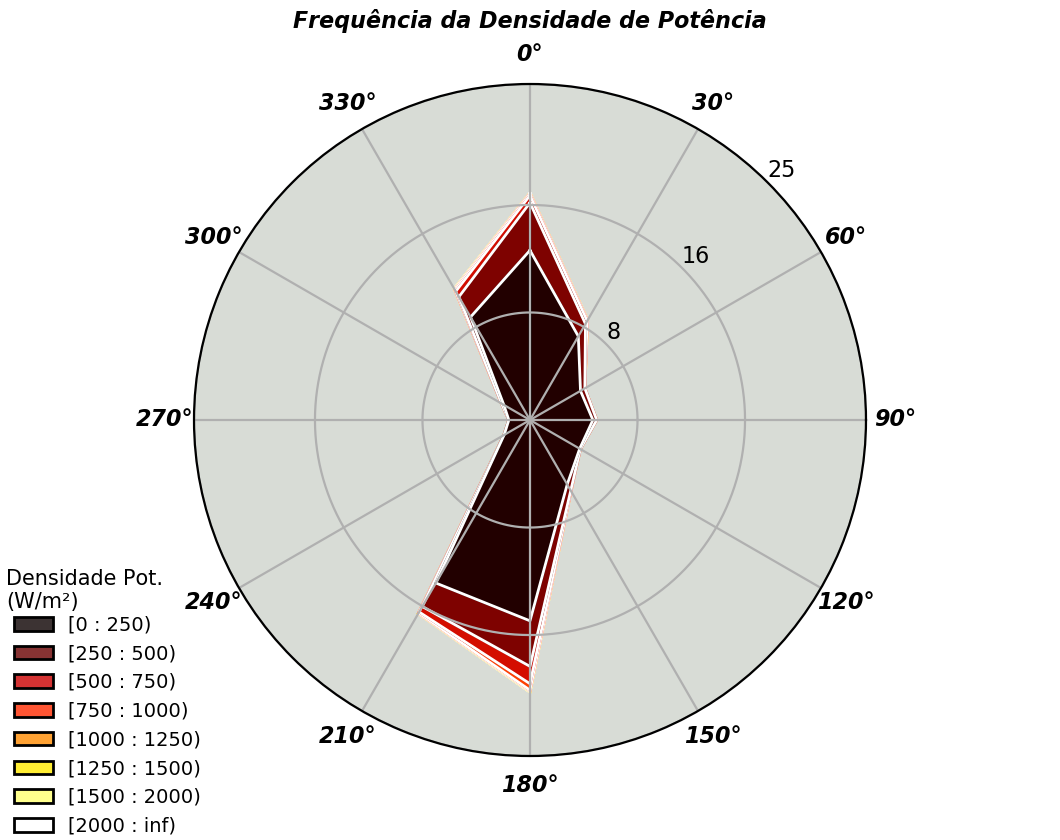 Frequência da Densidade de Potência
0°
330°
30°
25
300°
60°
16
8
270°
90°
240°
120°
210°
150°
180°
Densidade Pot.
(W/m²)
[0 : 250)
[250 : 500)
[500 : 750)
[750 : 1000)
[1000 : 1250)
[1250 : 1500)
[1500 : 2000)
[2000 : inf)